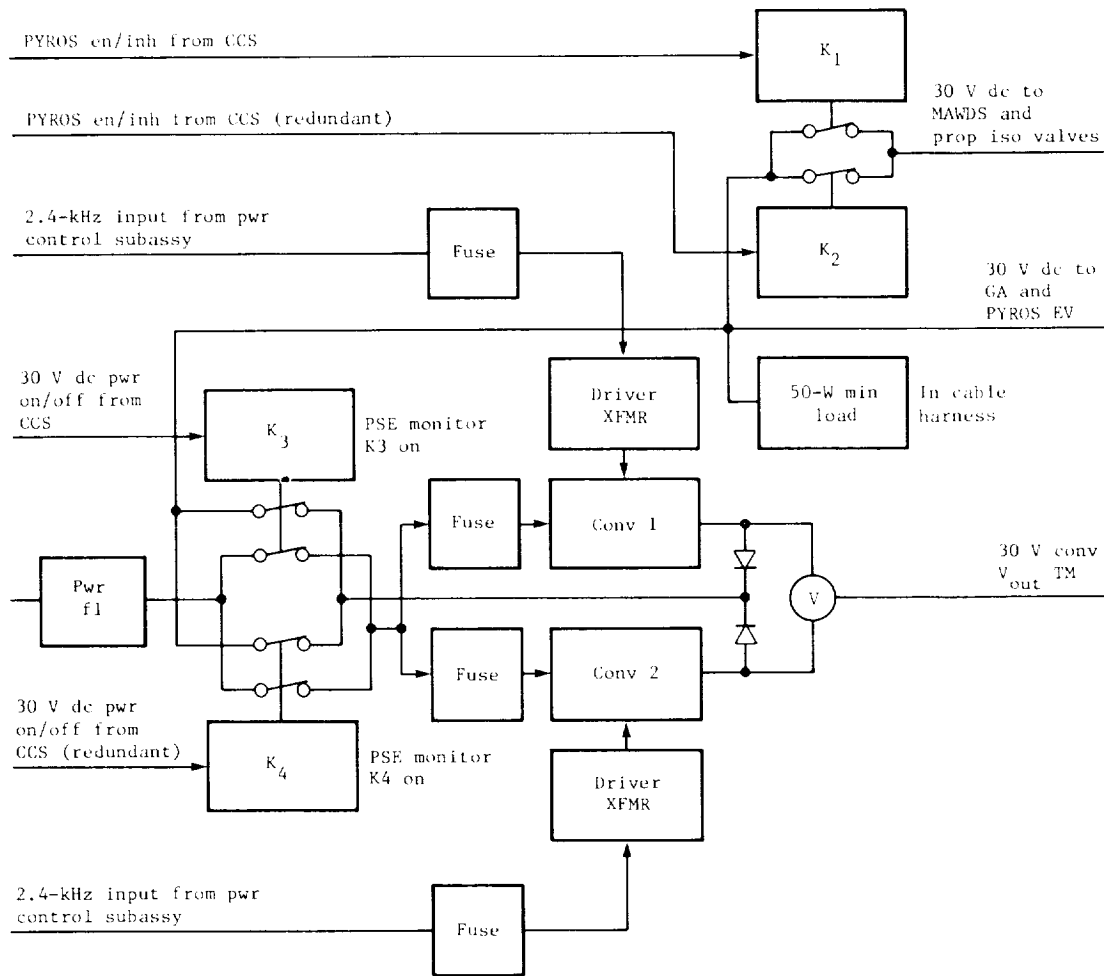 PYROS en/inh from CCS
K1
30 V dc to
MAWDS and
prop iso valves
PYROS en/inh from CCS (redundant)
2.4-kHz input from pwr
control subassy
Fuse
K2
30 V dc to
GA and
PYROS EV
30 V dc pwr
on/off from
CCS
K3
PSE monitor
K3 on
Driver
XFMR
50-W min
load
In cable
harness
Fuse
Conv 1
Pwr
fl
30 V conv
Vout TM
V
Fuse
Conv 2
30 V dc pwr
on/off from
CCS (redundant)
K4
PSE monitor
K4 on
Driver
XFMR
2.4-kHz input from pwr
control subassy
Fuse